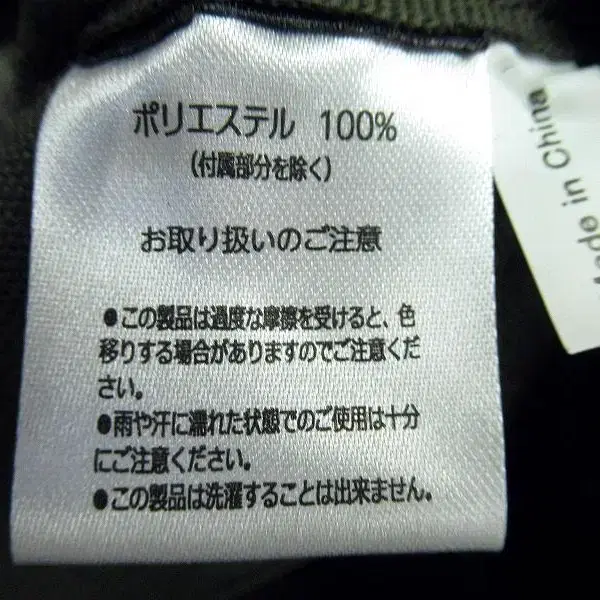 ポリエステル 100%
(付属部分を除く)
お取り扱いのご注意
●この製品は過度な摩擦を受けると、色
移りする場合がありますのでご注意くだ
さい。
●雨や汗に濡れた状態でのご使用は十分
にご注意ください。
●この製品は洗濯することは出来ません。
Made in China